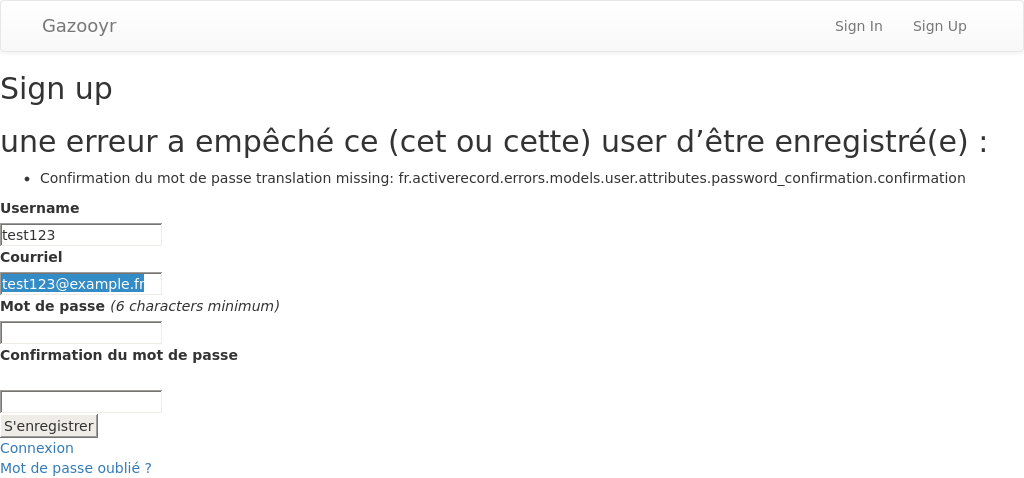 Gazooyr Sign In Sign Up
Sign up
une erreur a empêché ce (cet ou cette) user d’être enregistré(e) :
• Confirmation du mot de passe translation missing: fr.activerecord.errors.models.user.attributes.password_confirmation.confirmation
Username
test123
Courriel
test123@example.fr
Mot de passe (6 characters minimum)
Confirmation du mot de passe
S'enregistrer
Connexion
Mot de passe oublié ?